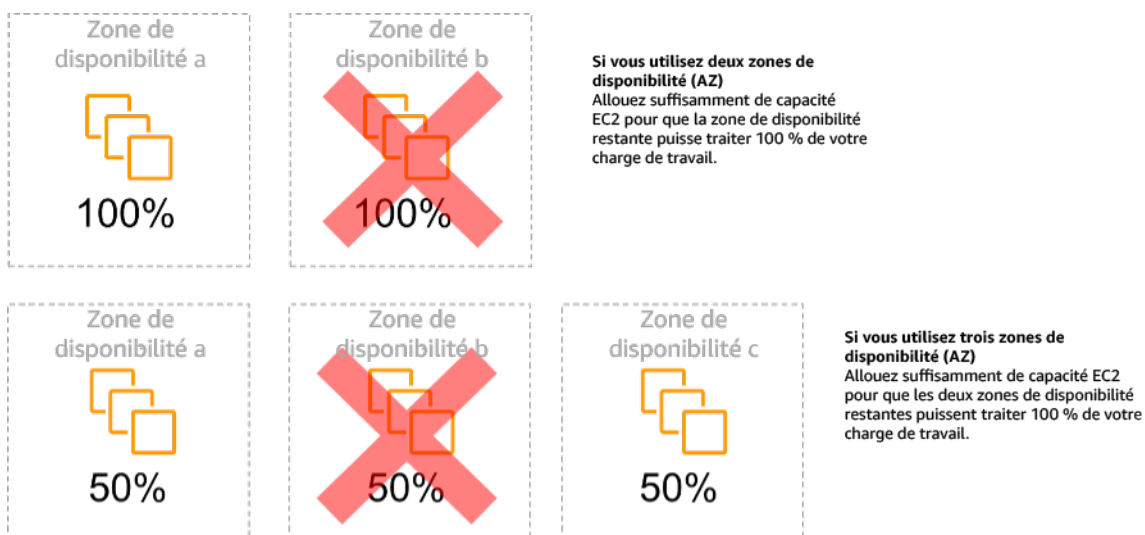 Zone de
disponibilité a
100%
Zone de
disponibilité b
100%
Si vous utilisez deux zones de
disponibilité (AZ)
Allouez suffisamment de capacité
EC2 pour que la zone de disponibilité
restante puisse traiter 100 % de votre
charge de travail.
Zone de
disponibilité a
50%
Zone de
disponibilité b
50%
Zone de
disponibilité c
50%
Si vous utilisez trois zones de
disponibilité (AZ)
Allouez suffisamment de capacité EC2
pour que les deux zones de disponibilité
restantes puissent traiter 100 % de votre
charge de travail.